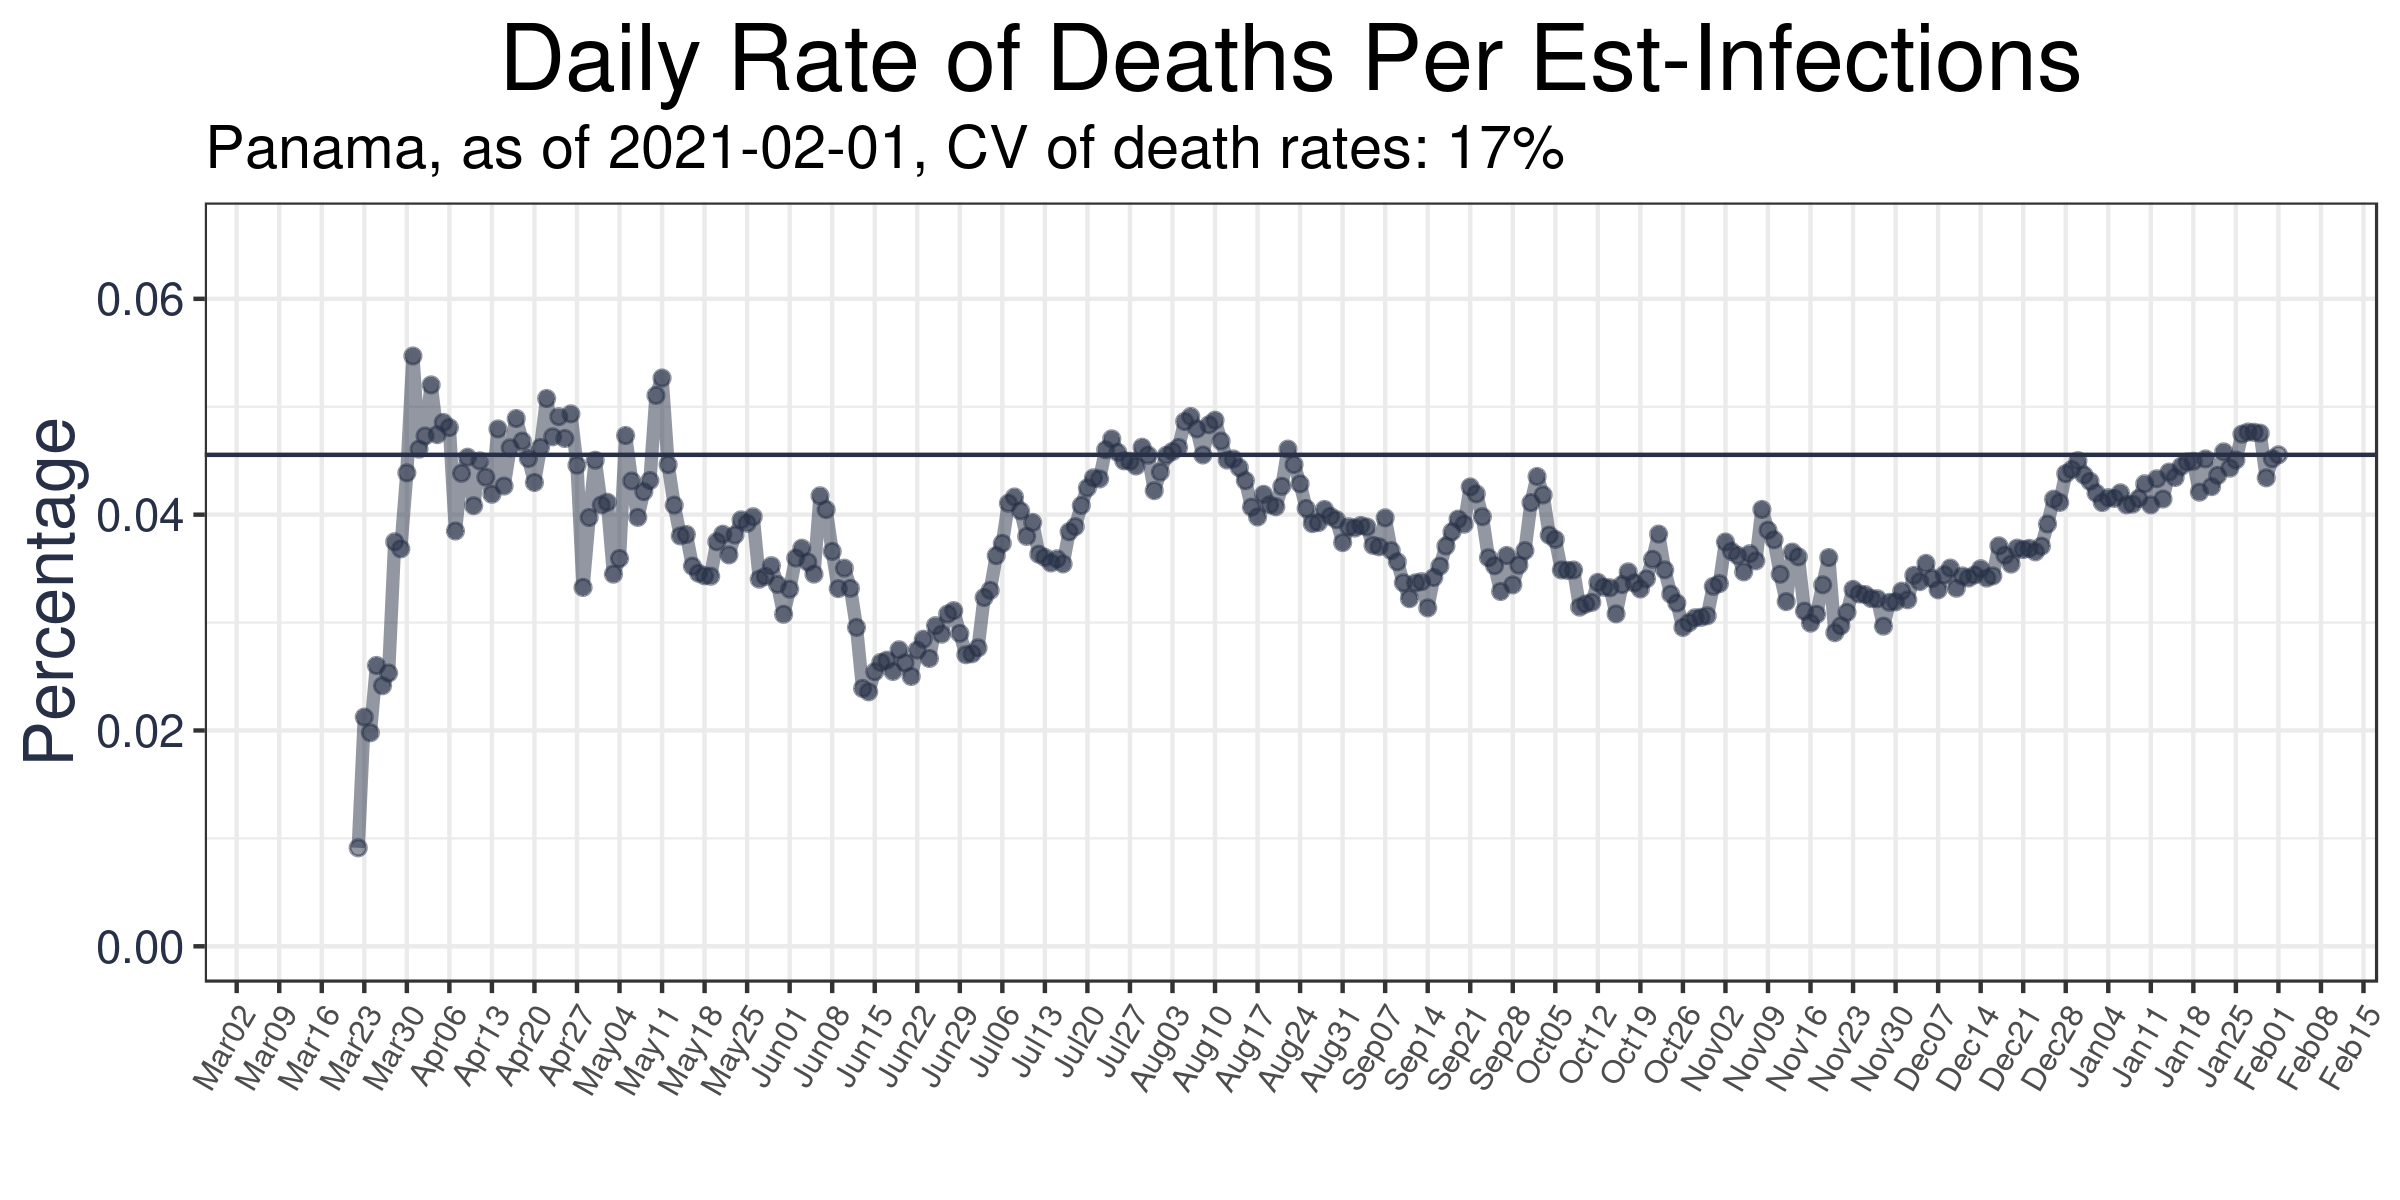 Daily Rate of Deaths Per Est-Infections
Panama, as of 2021-02-01, CV of death rates: 17%
Percentage
0.06
0.04
0.02
0.00
Mar02
Mar09
Mar16
Mar23
Mar30
Apr06
Apr13
Apr20
Apr27
May04
May11
May18
May25
Jun01
Jun08
Jun15
Jun22
Jun29
Jul06
Jul13
Jul20
Jul27
Aug03
Aug10
Aug17
Aug24
Aug31
Sep07
Sep14
Sep21
Sep28
Oct05
Oct12
Oct19
Oct26
Nov02
Nov09
Nov16
Nov23
Nov30
Dec07
Dec14
Dec21
Dec28
Jan04
Jan11
Jan18
Jan25
Feb01
Feb08
Feb15